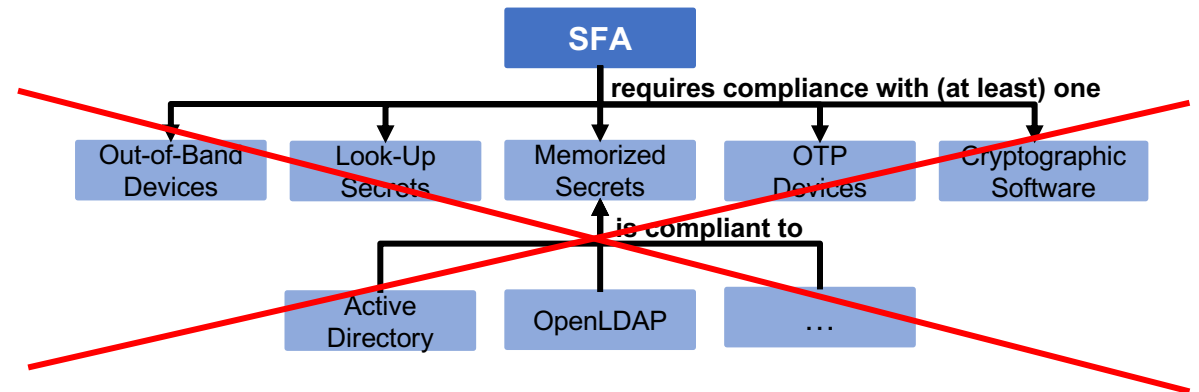 SFA
requires compliance with (at least) one
Out-of-Band
Devices
Look-Up
Secrets
Memorized
Secrets
OTP
Devices
Cryptographic
Software
is compliant to
Active
Directory
OpenLDAP
…